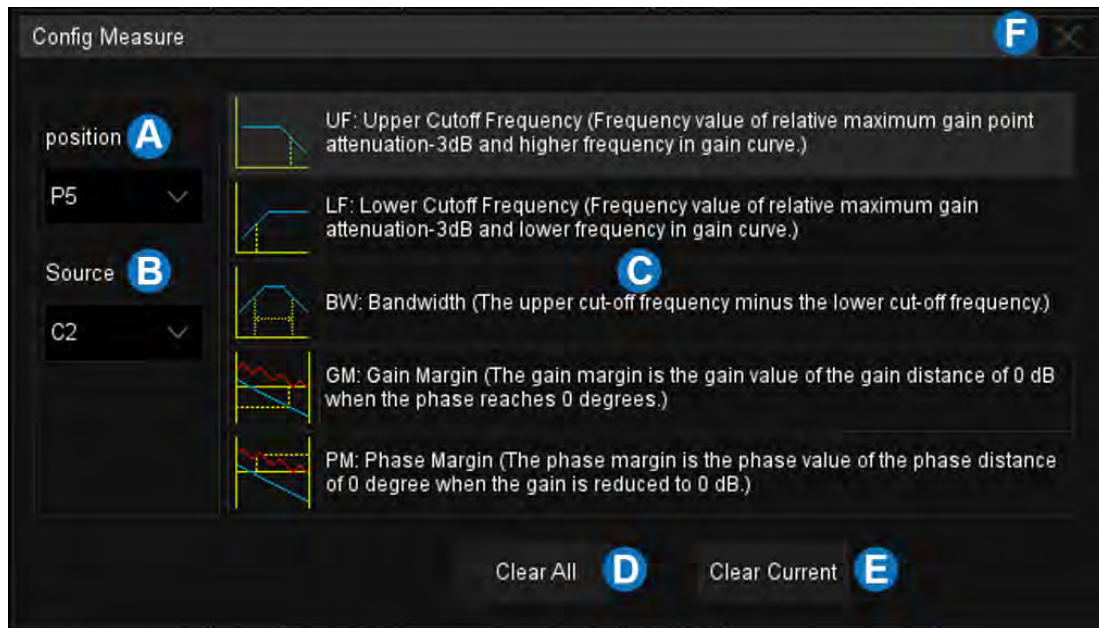 Config Measure F
position A
P5
Source B
C2
UF: Upper Cutoff Frequency (Frequency value of relative maximum gain point
attenuation-3dB and higher frequency in gain curve.)
LF: Lower Cutoff Frequency (Frequency value of relative maximum gain
attenuation-3dB and lower frequency in gain curve.)
C
BW: Bandwidth (The upper cut-off frequency minus the lower cut-off frequency.)
GM: Gain Margin (The gain margin is the gain value of the gain distance of 0 dB
when the phase reaches 0 degrees.)
PM: Phase Margin (The phase margin is the phase value of the phase distance
of 0 degree when the gain is reduced to 0 dB.)
Clear All D Clear Current E